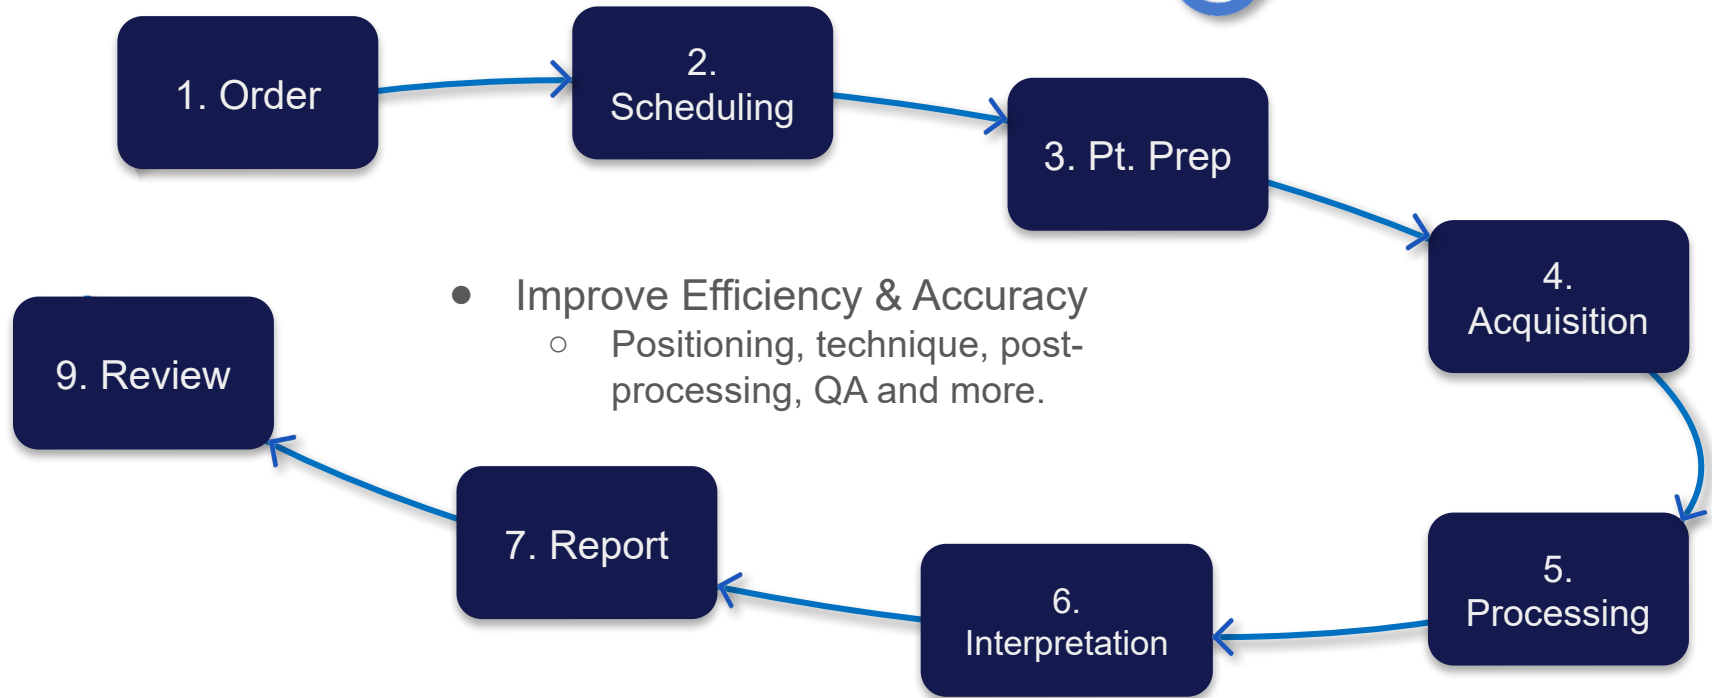 1. Order
2.
Scheduling
3. Pt. Prep
4.
Acquisition
● Improve Efficiency & Accuracy
○ Positioning, technique, post-
processing, QA and more.
9. Review
7. Report
6.
Interpretation
5.
Processing